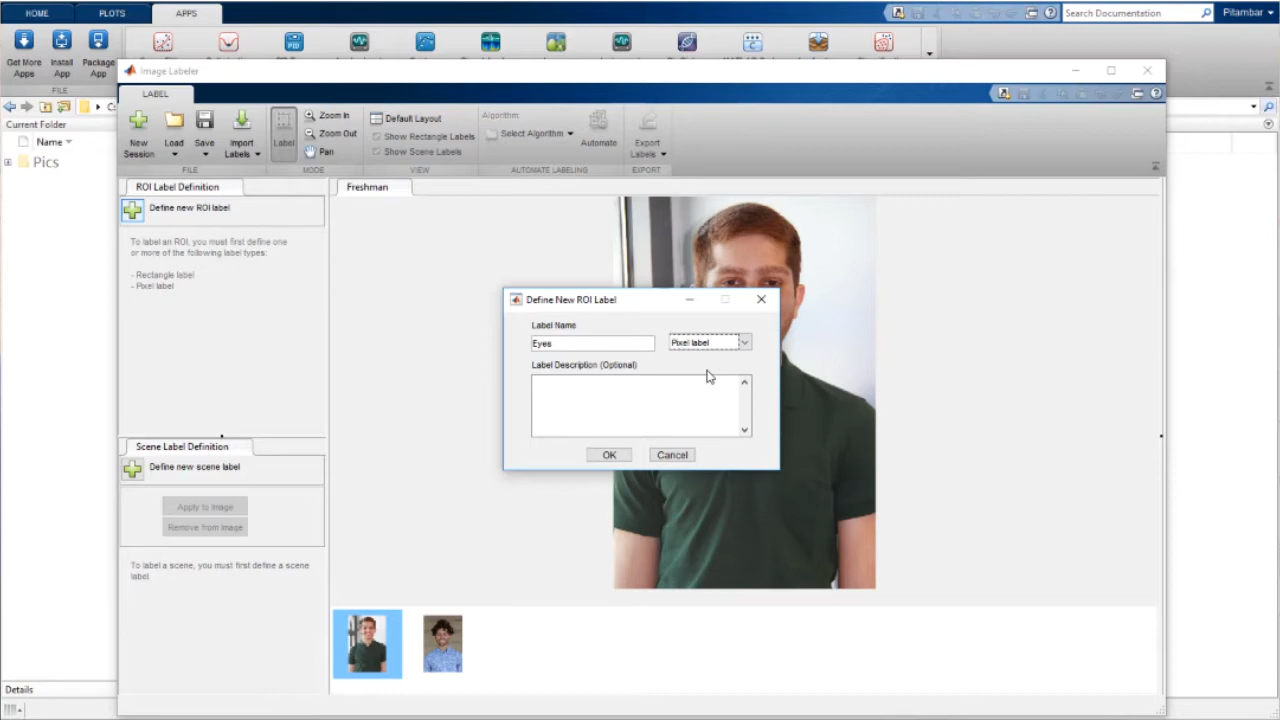 HOME PLOTS APPS Search Documentation Pitambar
Get More Apps
Install App
Package App
FILE
Image Labeler
LABEL
Current Folder
Name
Pics
New Session
Load
Save
Import Labels
FILE
Label
Zoom In
Zoom Out
Pan
MODE
Default Layout
Show Rectangle Labels
Show Scene Labels
VIEW
Algorithm:
Select Algorithm
Automate
AUTOMATE LABELING
Export Labels
EXPORT
ROI Label Definition
Define new ROI label
To label an ROI, you must first define one
or more of the following label types:
- Rectangle label
- Pixel label
Freshman
Define New ROI Label
Label Name
Eyes
Pixel label
Label Description (Optional)
OK Cancel
Scene Label Definition
Define new scene label
Apply to Image
Remove from Image
To label a scene, you must first define a scene
label.
Details